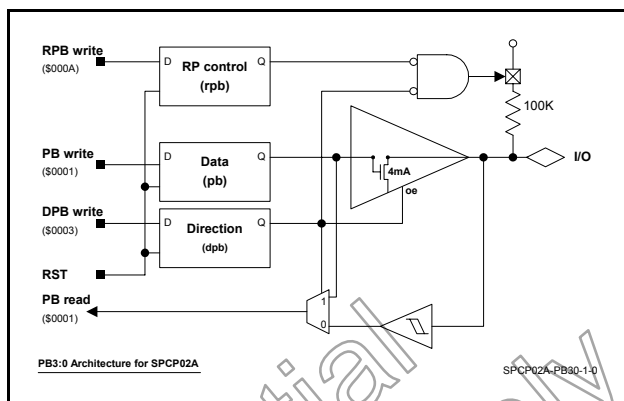 RPB write
($000A)
D
Q
RP control
(rpb)
100K
PB write
($0001)
D
Q
Data
(pb)
4mA
oe
I/O
DPB write
($0003)
D
Q
Direction
(dpb)
RST
PB read
($0001)
1
0
PB3:0 Architecture for SPCP02A
SPCP02A-PB30-1-0